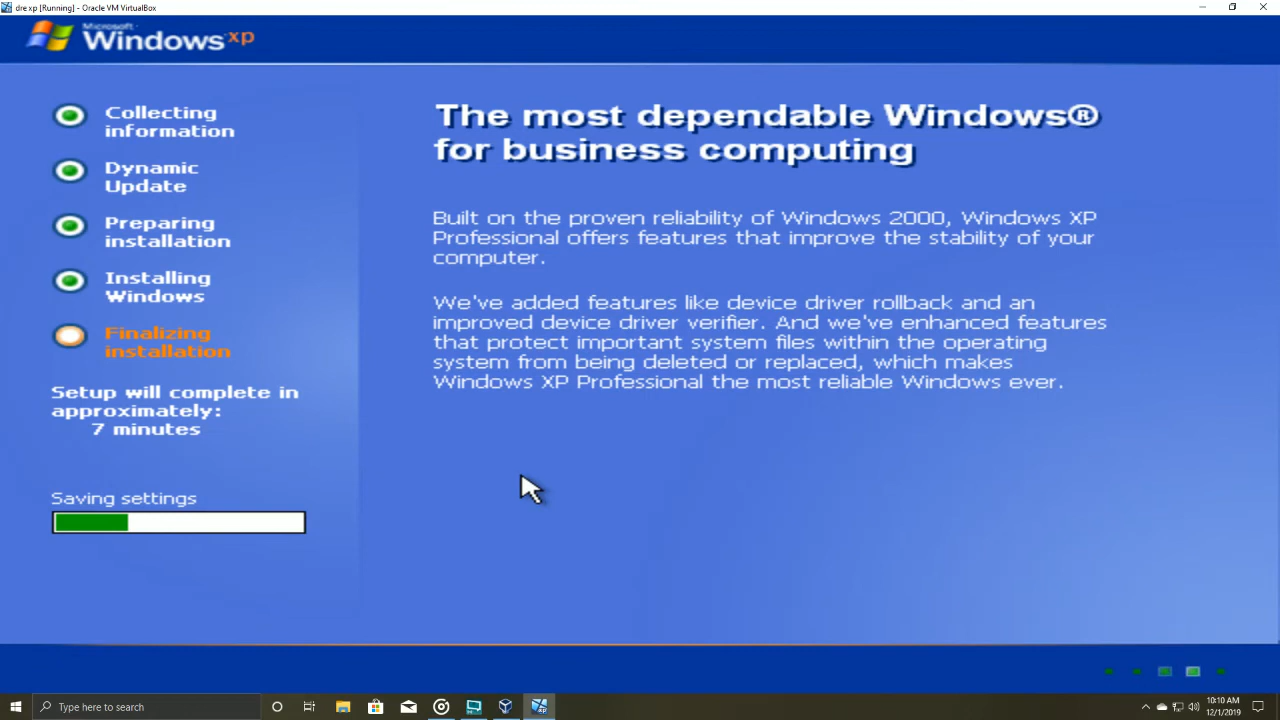 dre xp [Running] - Oracle VM VirtualBox
Microsoft
Windows xp
Collecting
information
Dynamic
Update
Preparing
installation
Installing
Windows
Finalizing
installation
Setup will complete in
approximately:
7 minutes
Saving settings
The most dependable Windows®
for business computing
Built on the proven reliability of Windows 2000, Windows XP
Professional offers features that improve the stability of your
computer.
We've added features like device driver rollback and an
improved device driver verifier. And we've enhanced features
that protect important system files within the operating
system from being deleted or replaced, which makes
Windows XP Professional the most reliable Windows ever.
Type here to search
10:10 AM
12/1/2019